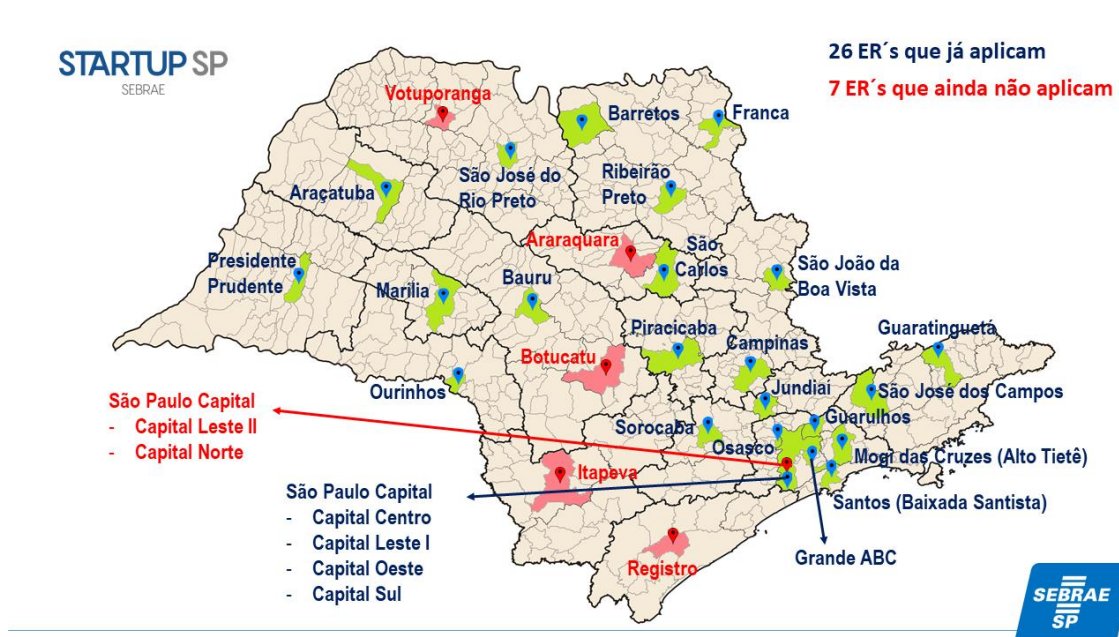 STARTUP SP
SEBRAE
26 ER´s que já aplicam
7 ER´s que ainda não aplicam
Votuporanga
Barretos
Franca
São José do
Rio Preto
Ribeirão
Preto
Araçatuba
Araraquara
São
Carlos
Presidente
Prudente
Marília
Bauru
São João da
Boa Vista
Piracicaba
Campinas
Guaratinguetá
Botucatu
Ourinhos
Jundiaí
São José dos Campos
Guarulhos
São Paulo Capital
- Capital Leste II
- Capital Norte
Sorocaba
Osasco
Mogi das Cruzes (Alto Tietê)
Itapeva
Santos (Baixada Santista)
São Paulo Capital
- Capital Centro
- Capital Leste I
- Capital Oeste
- Capital Sul
Grande ABC
Registro
SEBRAE
SP